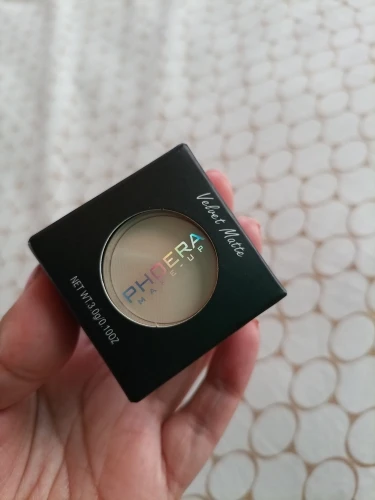 Velvet Matte
PHOERA
MAKEUP
NET WT.3.0g/0.10OZ